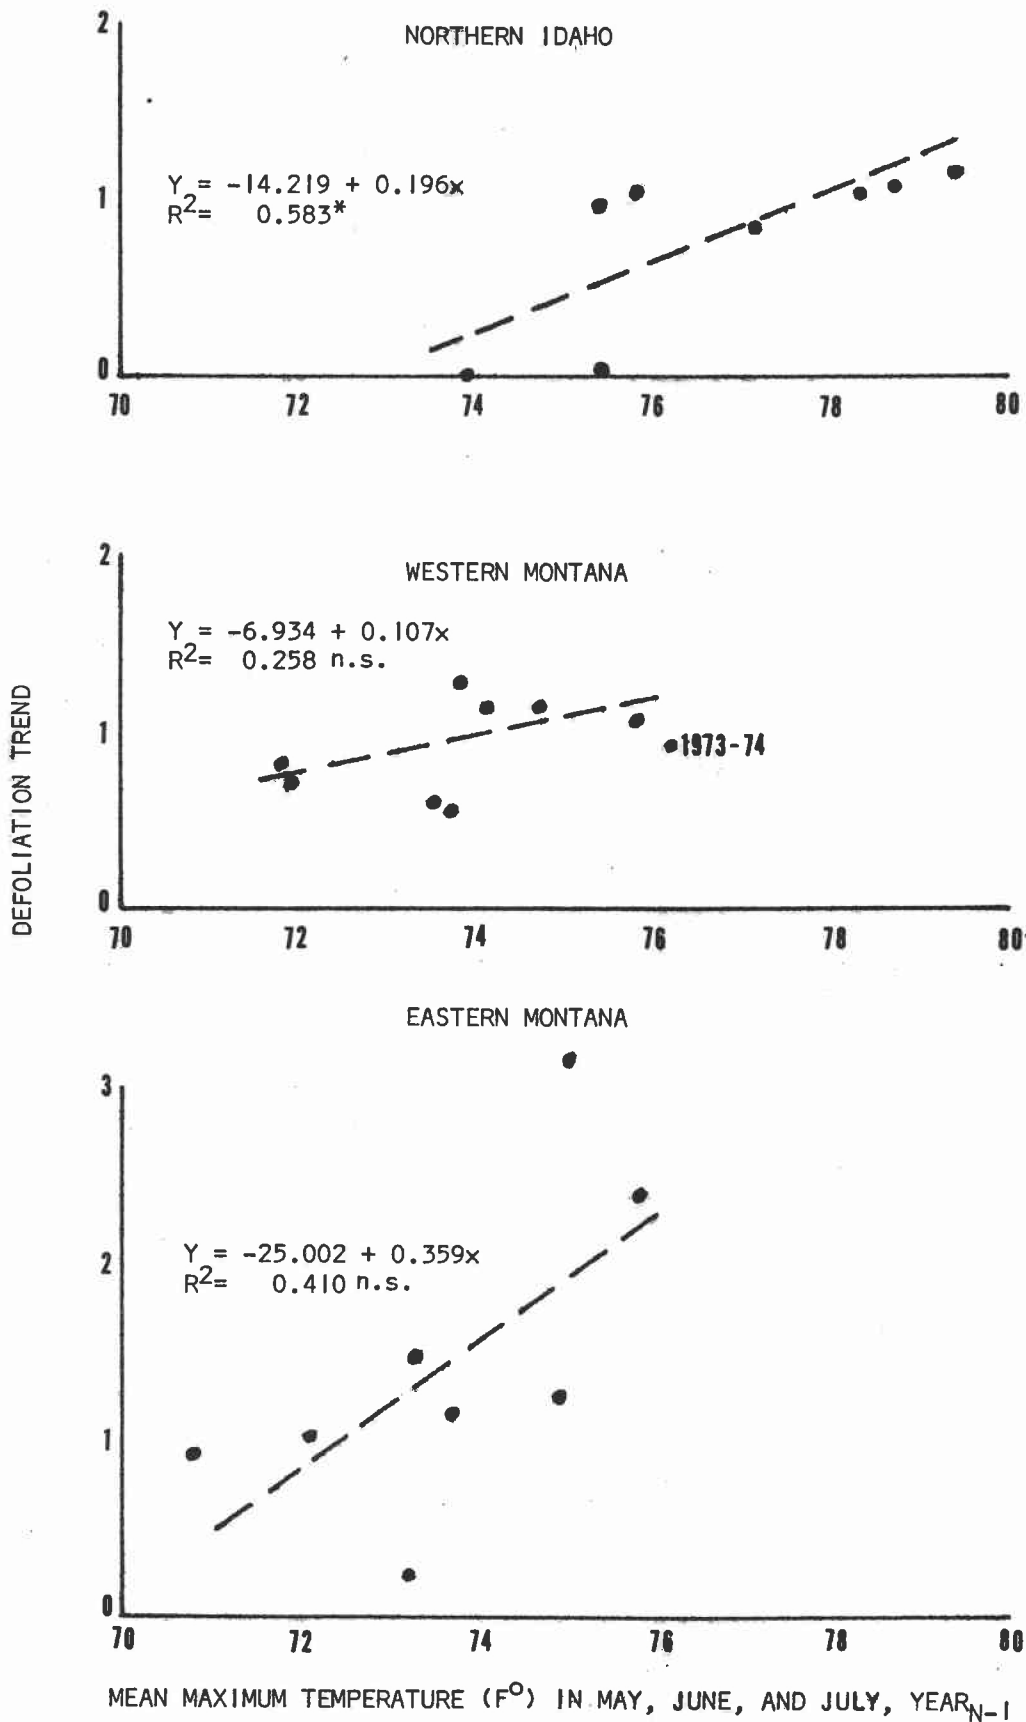 NORTHERN IDAHO
2
1
0
Y = -14.219 + 0.196x
R2= 0.583*
70 72 74 76 78 80
WESTERN MONTANA
2
1
0
Y = -6.934 + 0.107x
R2= 0.258 n.s.
1973-74
70 72 74 76 78 80
DEFOLIATION TREND
EASTERN MONTANA
3
2
1
0
Y = -25.002 + 0.359x
R2= 0.410 n.s.
70 72 74 76 78 80
MEAN MAXIMUM TEMPERATURE (F°) IN MAY, JUNE, AND JULY, YEARN-1